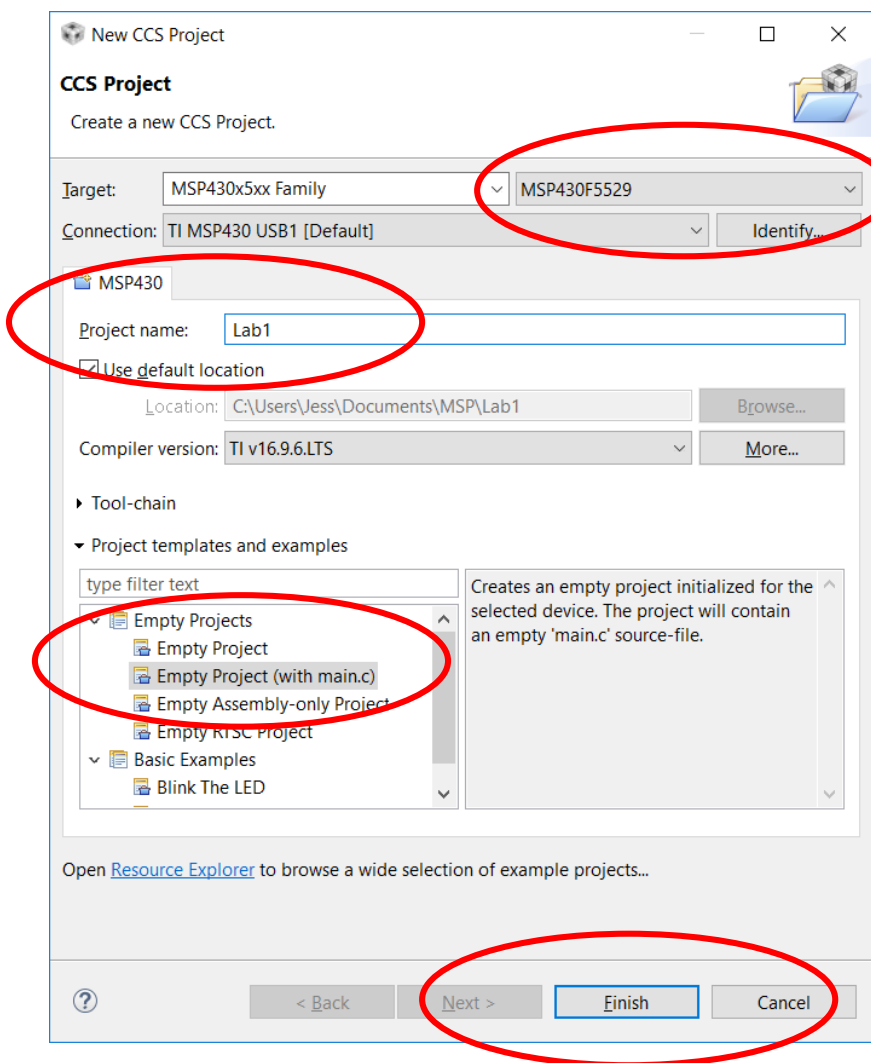 New CCS Project
CCS Project
Create a new CCS Project.
Target: MSP430x5xx Family MSP430F5529
Connection: TI MSP430 USB1 [Default] Identify...
MSP430
Project name: Lab1
Use default location
Location: C:\Users\Jess\Documents\MSP\Lab1 Browse...
Compiler version: TI v16.9.6.LTS More...
Tool-chain
Project templates and examples
type filter text
Creates an empty project initialized for the
selected device. The project will contain
an empty 'main.c' source-file.
Empty Projects
Empty Project
Empty Project (with main.c)
Empty Assembly-only Project
Empty RTSC Project
Basic Examples
Blink The LED
Open Resource Explorer to browse a wide selection of example projects...
? < Back Next > Finish Cancel